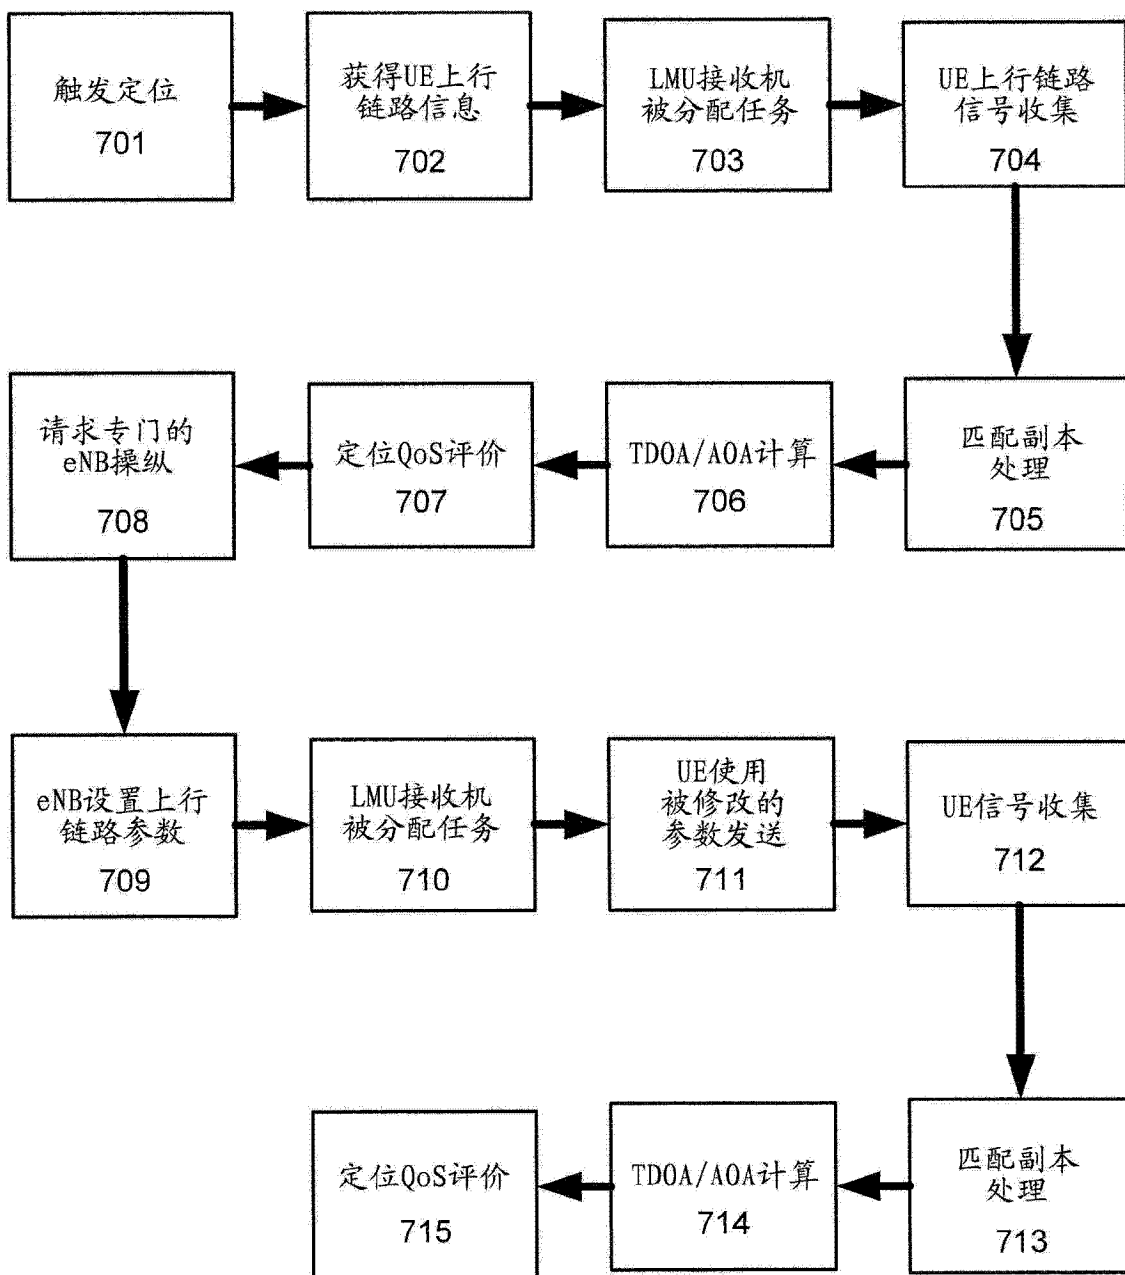 触发定位
701
获得UE上行
链路信息
702
LMU接收机
被分配任务
703
UE上行链路
信号收集
704
匹配副本
处理
705
TDOA/AOA计算
706
定位QoS评价
707
请求专门的
eNB操纵
708
eNB设置上行
链路参数
709
LMU接收机
被分配任务
710
UE使用
被修改的
参数发送
711
UE信号收集
712
匹配副本
处理
713
TDOA/AOA计算
714
定位QoS评价
715